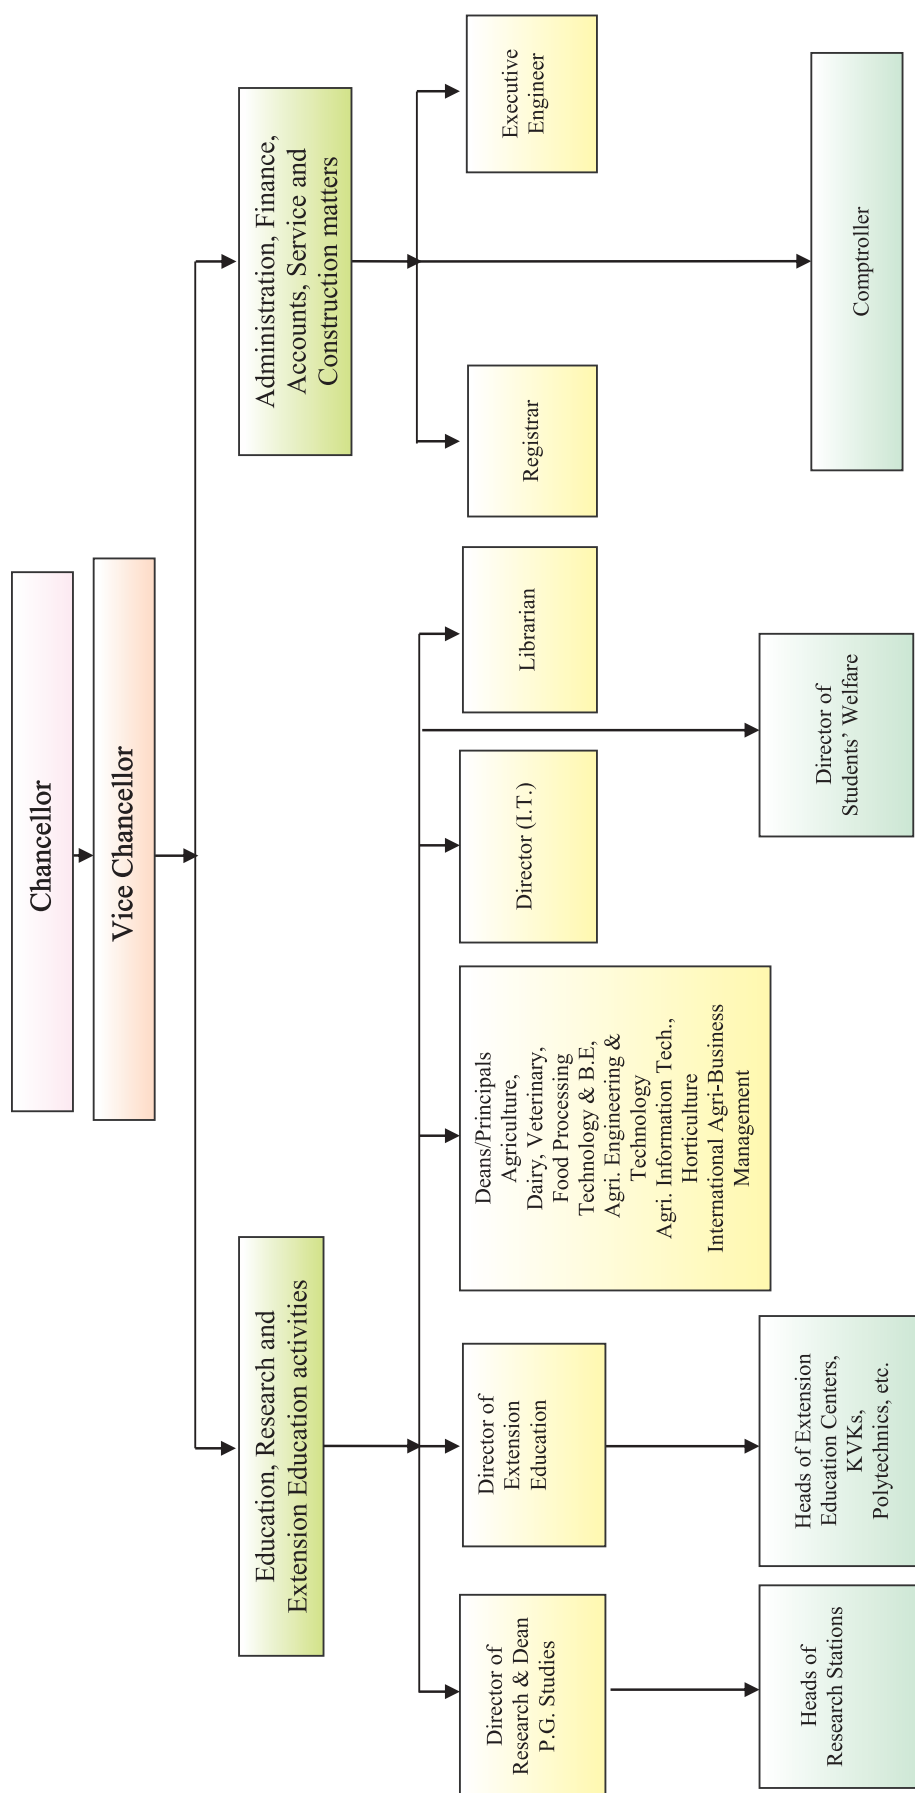 Chancellor
Vice Chancellor
Education, Research and
Extension Education activities
Administration, Finance,
Accounts, Service and
Construction matters
Director of
Research & Dean
P.G. Studies
Director of
Extension
Education
Deans/Principals
Agriculture,
Dairy, Veterinary,
Food Processing
Technology & B.E,
Agri. Engineering &
Technology
Agri. Information Tech.,
Horticulture
International Agri-Business
Management
Director (I.T.)
Librarian
Registrar
Executive
Engineer
Heads of
Research Stations
Heads of Extension
Education Centers,
KVKs,
Polytechnics, etc.
Director of
Students’ Welfare
Comptroller